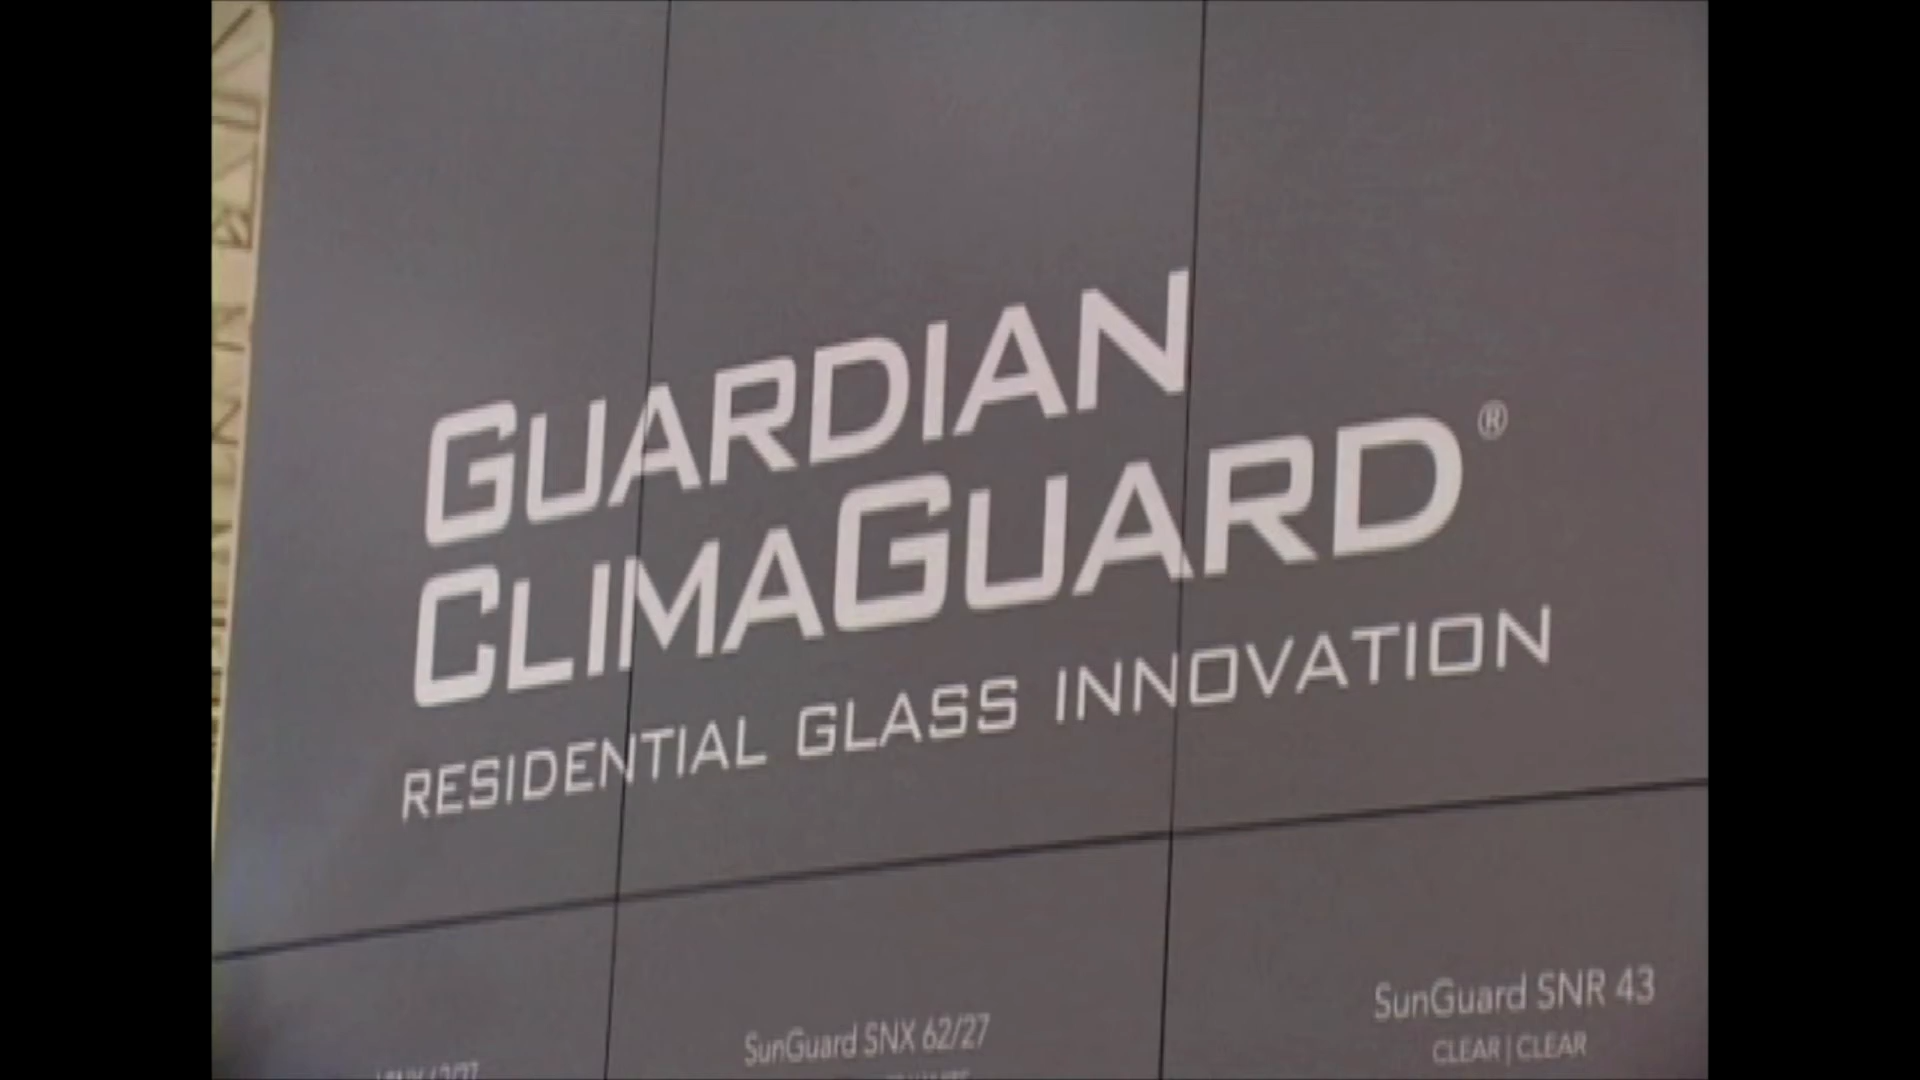 GUARDIAN
CLIMAGUARD®
RESIDENTIAL GLASS INNOVATION
SunGuard SNR 43
CLEAR | CLEAR
SunGuard SNX 62/27